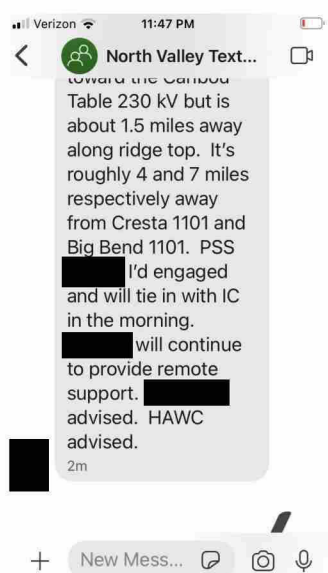 Verizon 11:47 PM
North Valley Text...
toward the Caribou
Table 230 kV but is
about 1.5 miles away
along ridge top. It's
roughly 4 and 7 miles
respectively away
from Cresta 1101 and
Big Bend 1101. PSS
I'd engaged
and will tie in with IC
in the morning.
will continue
to provide remote
support.
advised. HAWC
advised.
2m
New Mess...